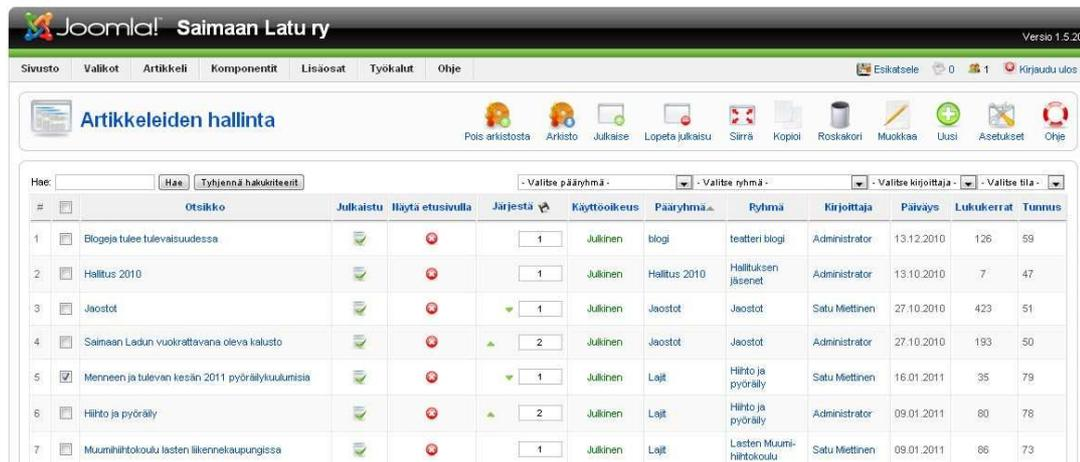 Joomla! Saimaan Latu ry
Versio 1.5.20
Sivusto Valikot Artikkeli Komponentit Lisäosat Työkalut Ohje Esikatsele 0 1 Kirjaudu ulos
Artikkeleiden hallinta
Pois arkistosta Arkisto Julkaise Lopeta julkaisu Siirrä Kopioi Roskakori Muokkaa Uusi Asetukset Ohje
Hae: Hae Tyhjennä hakukriteerit - Valitse pääryhmä - - Valitse ryhmä - - Valitse kirjoittaja - - Valitse tila -
# Otsikko Julkaistu Näytä etusivulla Järjestä Käyttöoikeus Pääryhmä Ryhmä Kirjoittaja Päiväys Lukukerrat Tunnus
1 Blogeja tulee tulevaisuudessa 1 Julkinen blogi teatteri blogi Administrator 13.12.2010 126 59
2 Hallitus 2010 1 Julkinen Hallitus 2010 Hallituksen jäsenet Administrator 13.10.2010 7 47
3 Jaostot 1 Julkinen Jaostot Jaostot Satu Miettinen 27.10.2010 423 51
4 Saimaan Ladun vuokrattavana oleva kalusto 2 Julkinen Jaostot Jaostot Administrator 27.10.2010 193 50
5 Menneen ja tulevan kesän 2011 pyöräilykuulumisia 1 Julkinen Lajit Hiihto ja pyöräily Satu Miettinen 16.01.2011 35 79
6 Hiihto ja pyöräily 2 Julkinen Lajit Hiihto ja pyöräily Administrator 09.01.2011 80 78
7 Muumihiihtokoulu lasten liikennekaupungissa 1 Julkinen Lajit Lasten Muumi-hiihtokoulu Satu Miettinen 09.01.2011 86 73